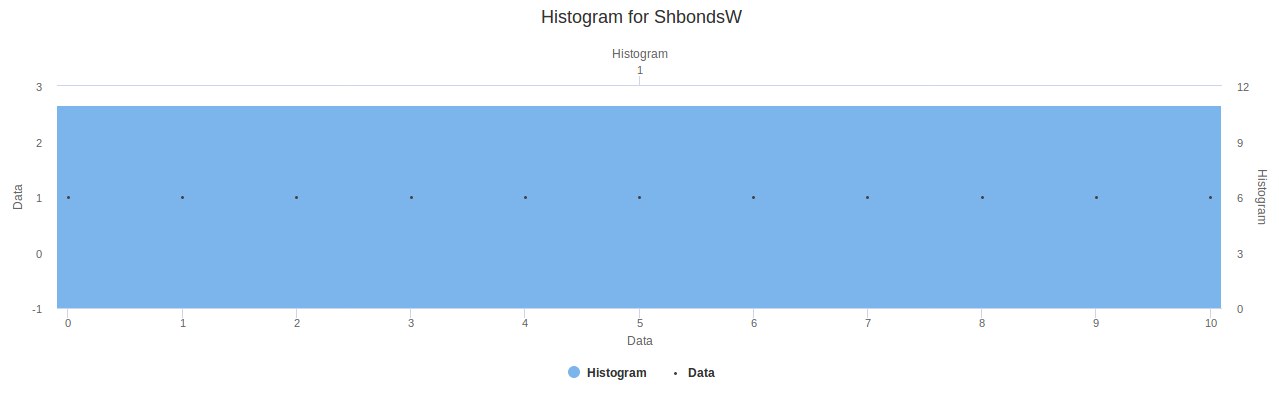 Histogram for ShbondsW
Histogram
1
3 12
2 9
Data 1 6 Histogram
0 3
-1 0
0 1 2 3 4 5 6 7 8 9 10
Data
Histogram Data